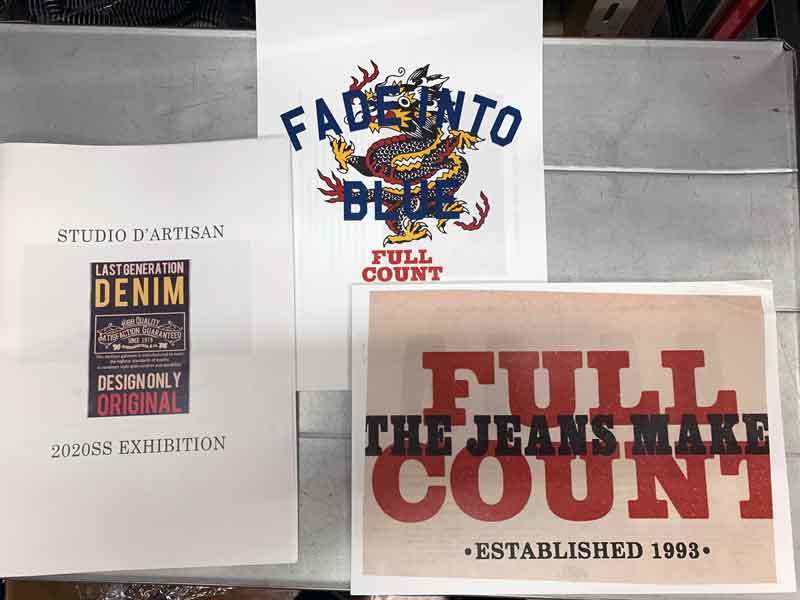 STUDIO D'ARTISAN
LAST GENERATION
DENIM
HIGH QUALITY
SATISFACTION GUARANTEED
SINCE 1979
DESIGN ONLY
ORIGINAL
2020SS EXHIBITION
FADE INTO
BLUE
FULL
COUNT
FULL
THE JEANS MAKE
COUNT
•ESTABLISHED 1993•